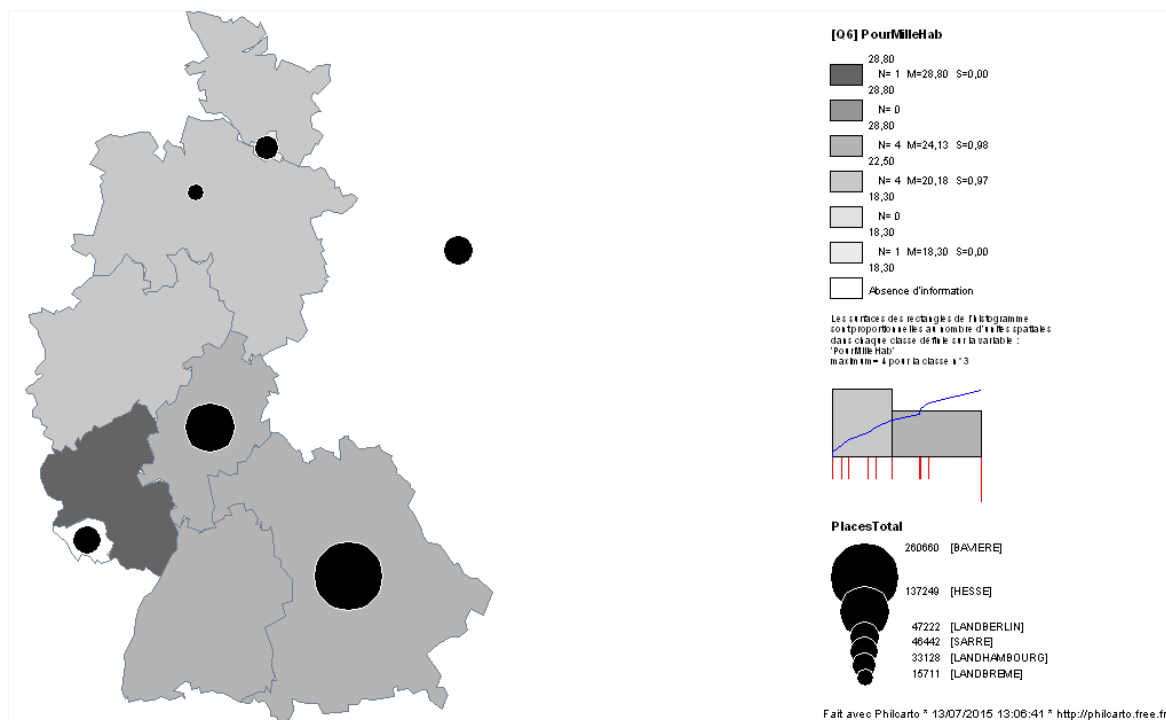 [Q6] PourMilleHab
28,80
N= 1 M=28,80 S=0,00
28,80
N= 0
28,80
N= 4 M=24,13 S=0,98
22,50
N= 4 M=20,18 S=0,97
18,30
N= 0
18,30
N= 1 M=18,30 S=0,00
18,30
Absence d'information
Les surfaces des rectangles de l'histogramme
sont proportionnelles au nombre d'unités spatiales
dans chaque classe définie sur la variable :
'PourMilleHab'
maximum= 4 pour la classe n°3
PlacesTotal
260660 [BAVIERE]
137249 [HESSE]
47222 [LANDBERLIN]
46442 [SARRE]
33128 [LANDHAMBOURG]
15711 [LANDBREME]
Fait avec Philcarto * 13/07/2015 13:06:41 * http://philcarto.free.fr